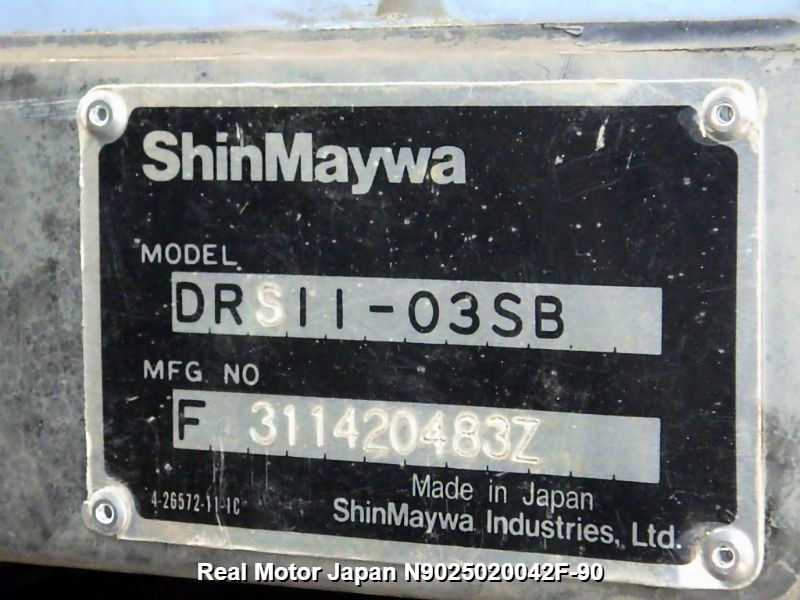 ShinMaywa
MODEL
DRS11-03SB
MFG NO
F 311420483Z
Made in Japan
4-26572-11-1C
ShinMaywa Industries, Ltd.
Real Motor Japan N9025020042F-90